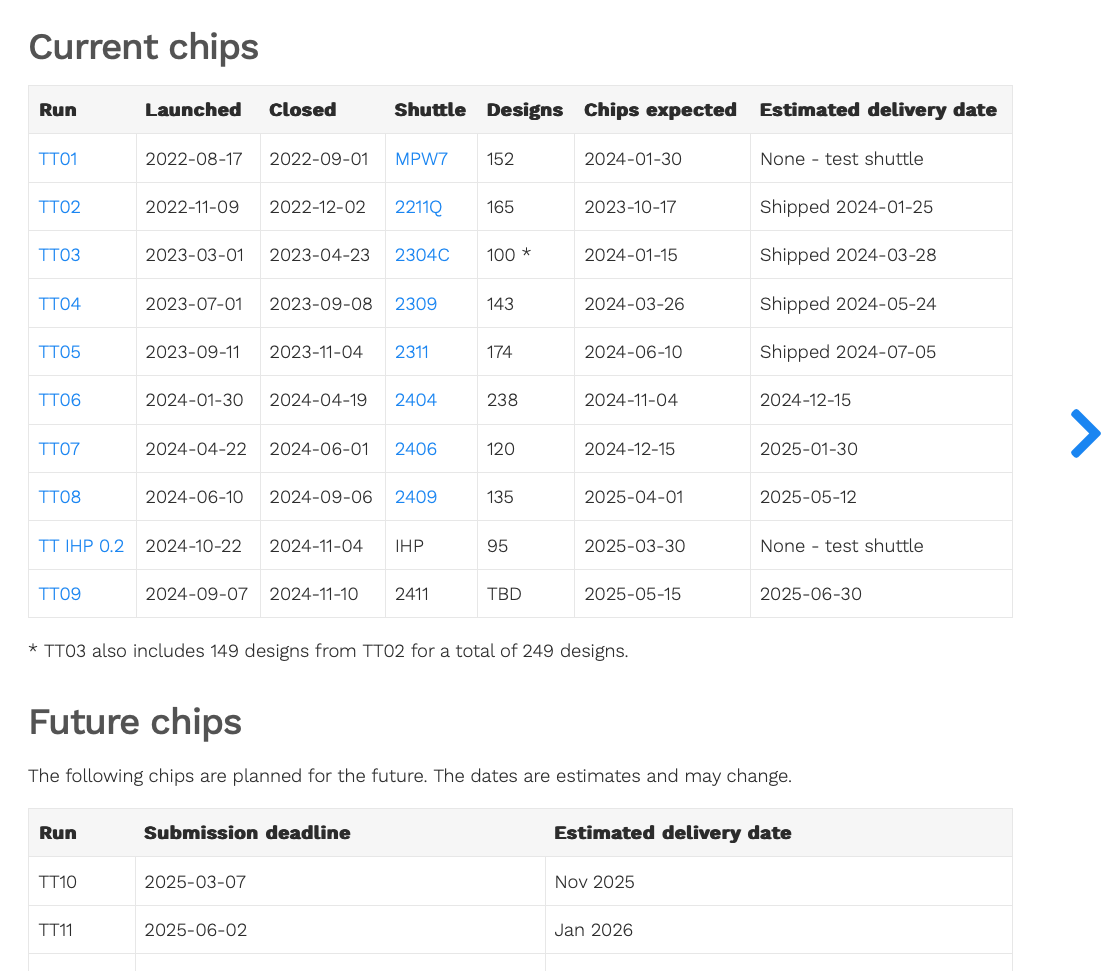 Current chips
Run Launched Closed Shuttle Designs Chips expected Estimated delivery date
TT01 2022-08-17 2022-09-01 MPW7 152 2024-01-30 None - test shuttle
TT02 2022-11-09 2022-12-02 2211Q 165 2023-10-17 Shipped 2024-01-25
TT03 2023-03-01 2023-04-23 2304C 100 * 2024-01-15 Shipped 2024-03-28
TT04 2023-07-01 2023-09-08 2309 143 2024-03-26 Shipped 2024-05-24
TT05 2023-09-11 2023-11-04 2311 174 2024-06-10 Shipped 2024-07-05
TT06 2024-01-30 2024-04-19 2404 238 2024-11-04 2024-12-15
TT07 2024-04-22 2024-06-01 2406 120 2024-12-15 2025-01-30
TT08 2024-06-10 2024-09-06 2409 135 2025-04-01 2025-05-12
TT IHP 0.2 2024-10-22 2024-11-04 IHP 95 2025-03-30 None - test shuttle
TT09 2024-09-07 2024-11-10 2411 TBD 2025-05-15 2025-06-30
* TT03 also includes 149 designs from TT02 for a total of 249 designs.
Future chips
The following chips are planned for the future. The dates are estimates and may change.
Run Submission deadline Estimated delivery date
TT10 2025-03-07 Nov 2025
TT11 2025-06-02 Jan 2026